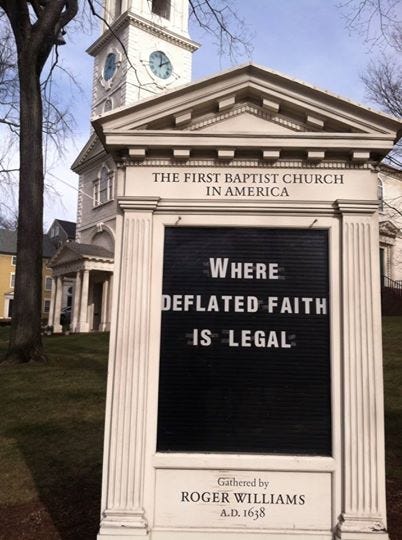 THE FIRST BAPTIST CHURCH
IN AMERICA
WHERE
DEFLATED FAITH
IS LEGAL
Gathered by
ROGER WILLIAMS
A.D. 1638